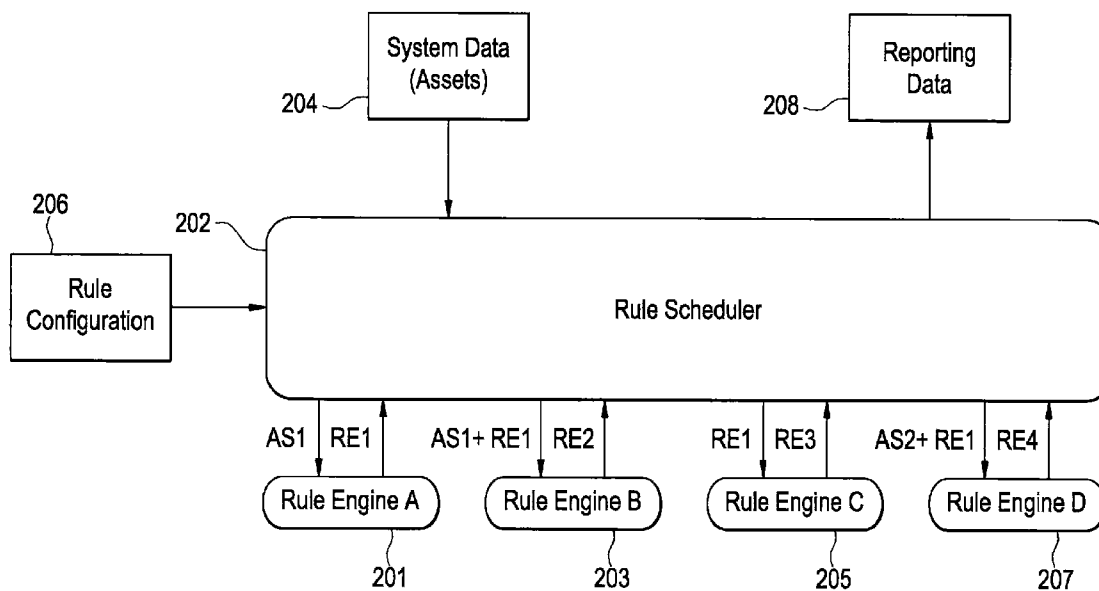 System Data
(Assets)
204
Reporting
Data
208
206
202
Rule
Configuration
Rule Scheduler
AS1
RE1
AS1+ RE1
RE2
RE1
RE3
AS2+ RE1
RE4
Rule Engine A
Rule Engine B
Rule Engine C
Rule Engine D
201
203
205
207